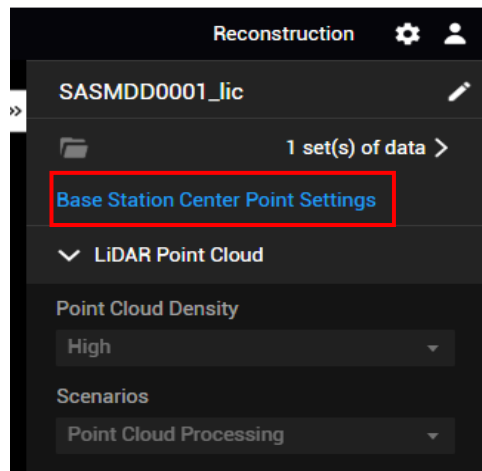 Reconstruction
SASMDD0001_lic
1 set(s) of data
Base Station Center Point Settings
LiDAR Point Cloud
Point Cloud Density
High
Scenarios
Point Cloud Processing